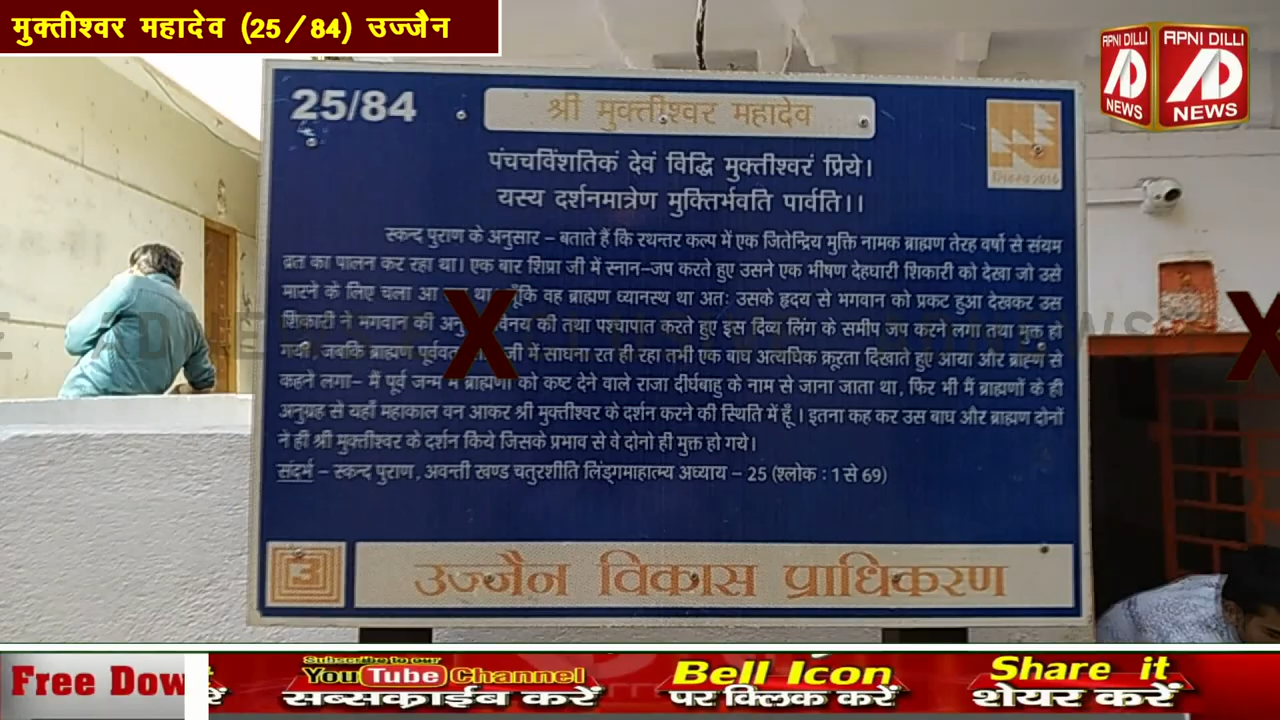 मुक्तीश्वर महादेव (25/84) उज्जैन
APNI DILLI
AD
NEWS
APNI DILLI
AD
NEWS
25/84
श्री मुक्तीश्वर महादेव
पंचचविंशतिकं देवं विद्धि मुक्तीश्वरं प्रिये।
यस्य दर्शनमात्रेण मुक्तिर्भवति पार्वति।।
स्कन्द पुराण के अनुसार – बताते हैं कि रथन्तर कल्प में एक जितेन्द्रिय मुक्ति नामक ब्राह्मण तेरह वर्षो से संयम
व्रत का पालन कर रहा था। एक बार शिप्रा जी में स्नान-जप करते हुए उसने एक भीषण देहधारी शिकारी को देखा जो उसे
मारने के लिए चला आ था वह ब्राह्मण ध्यानस्थ था अतः उसके हृदय से भगवान को प्रकट हुआ देखकर उस
शिकारी ने भगवान की की तथा पश्चापात करते हुए इस दिव्य लिंग के समीप जप करने लगा तथा मुक्त हो
गया, जबकि ब्राह्मण जी में साधना रत ही रहा तभी एक बाघ अत्यधिक क्रूरता दिखाते हुए आया और ब्राह्मण से
कहने लगा– मैं पूर्व जन्म में ब्राह्मणों को कष्ट देने वाले राजा दीर्घबाहु के नाम से जाना जाता था, फिर भी मैं ब्राह्मणों के ही
अनुग्रह से यहाँ महाकाल वन आकर श्री मुक्तीश्वर के दर्शन करने की स्थिति में हूँ। इतना कह कर उस बाघ और ब्राह्मण दोनों
ने ही श्री मुक्तीश्वर के दर्शन किये जिसके प्रभाव से वे दोनो ही मुक्त हो गये।
संदर्भ – स्कन्द पुराण, अवन्ती खण्ड चतुरशीति लिङ्गमाहात्म्य अध्याय – 25 (श्लोक : 1 से 69)
उज्जैन विकास प्राधिकरण
Free Dow
Subscribe to our
YouTube Channel
सब्सक्राईब करें
Bell Icon
पर क्लिक करें
Share it
शेयर करें